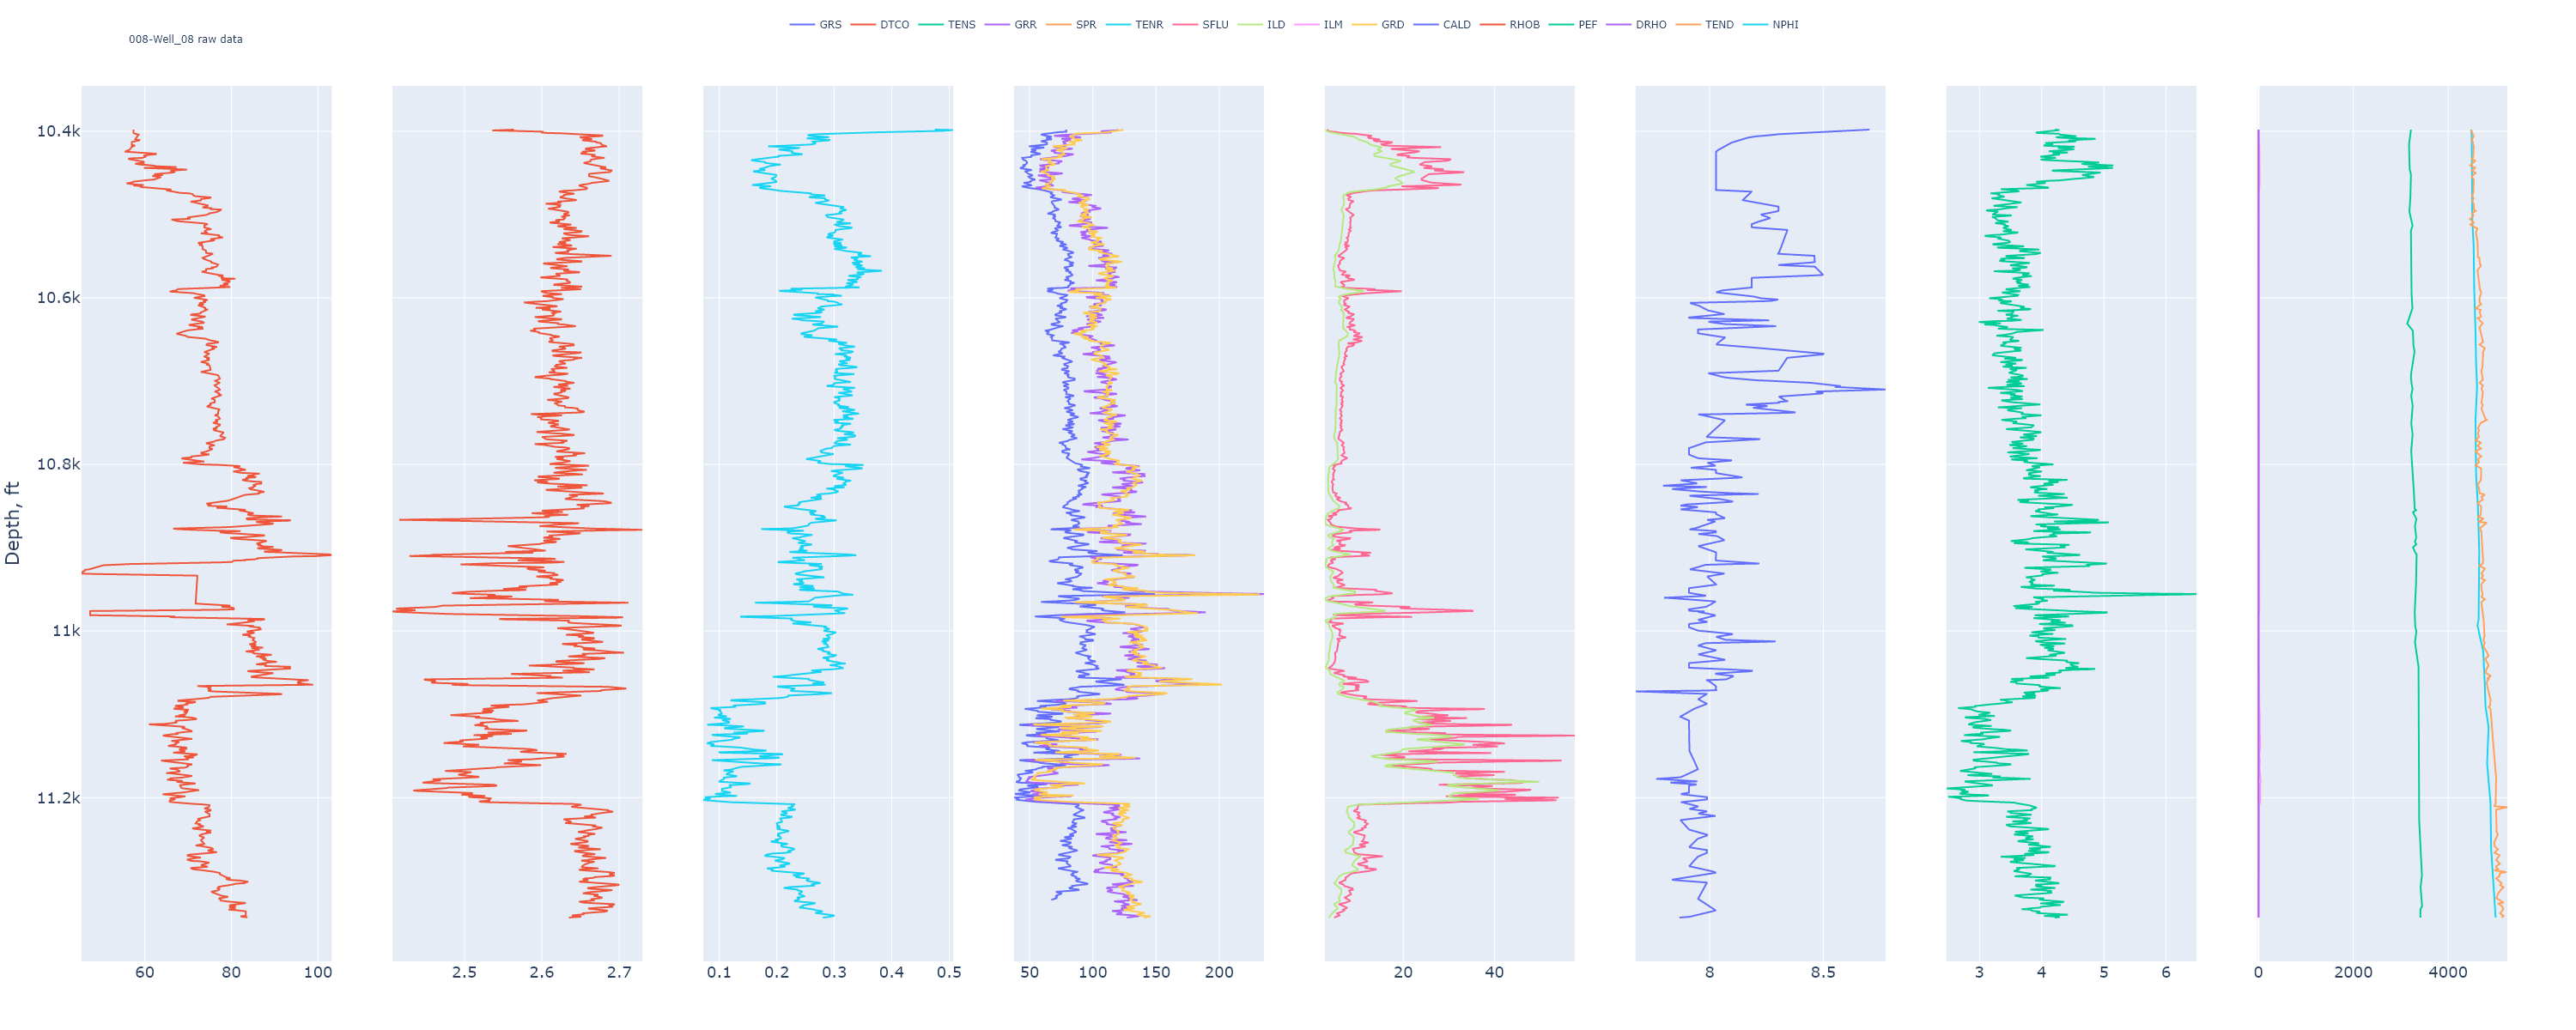 GRS DTCO TENS GRR SPR TENR SFLU ILD ILM GRD CALD RHOB PEF DRHO TEND NPHI
008-Well_08 raw data
Depth, ft
10.4k
10.6k
10.8k
11k
11.2k
60 80 100 2.5 2.6 2.7 0.1 0.2 0.3 0.4 0.5 50 100 150 200 20 40 8 8.5 3 4 5 6 0 2000 4000